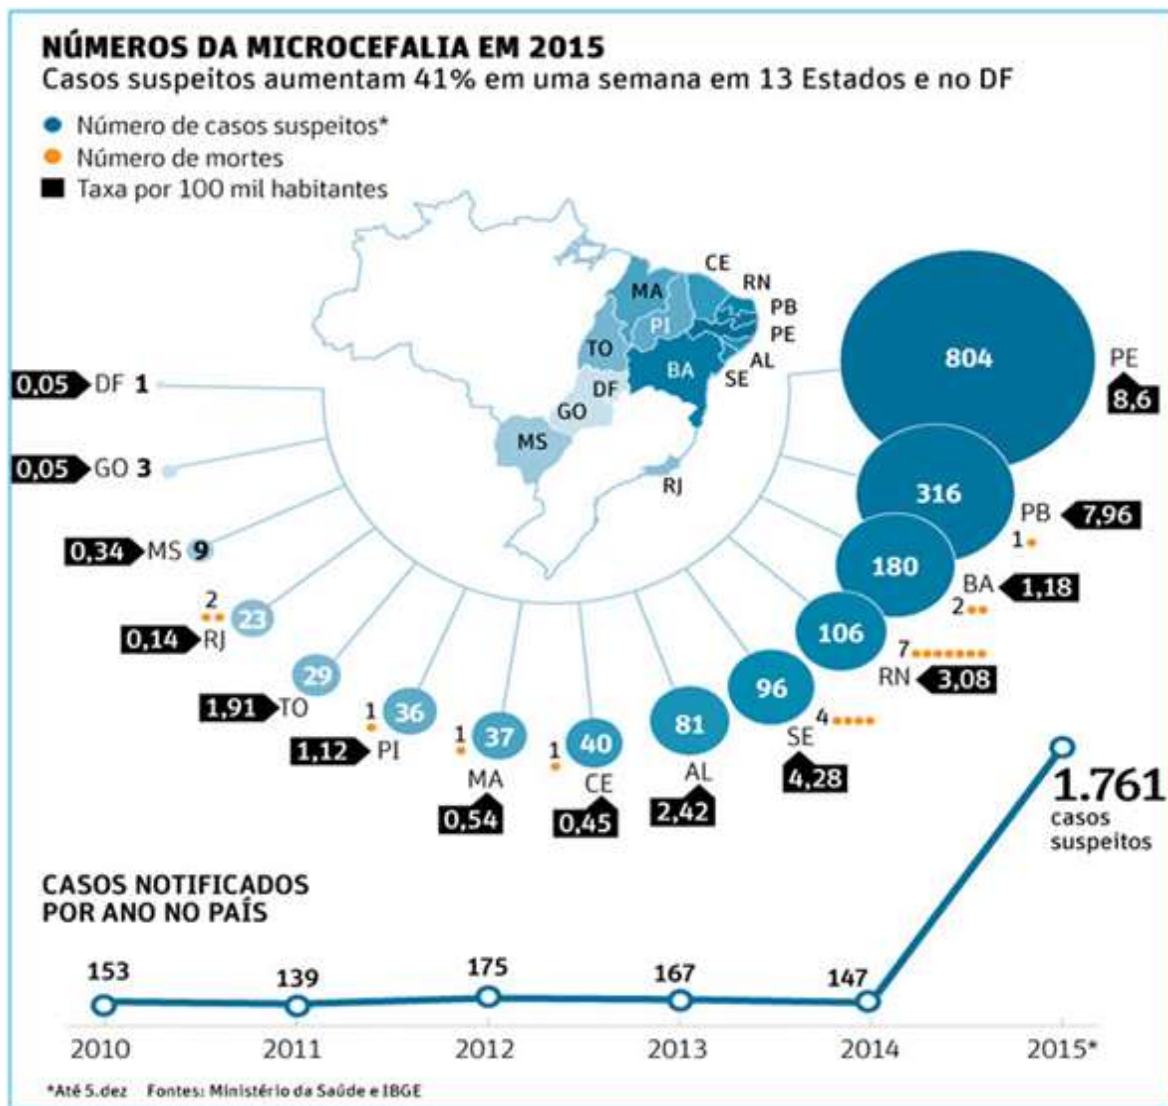 NÚMEROS DA MICROCEFALIA EM 2015
Casos suspeitos aumentam 41% em uma semana em 13 Estados e no DF
Número de casos suspeitos*
Número de mortes
Taxa por 100 mil habitantes
CE
RN
MA
PB
PI
PE
TO
AL
BA
SE
DF
GO
MS
RJ
804
PE
8,6
316
PB
7,96
1
180
BA
1,18
2
106
7
RN
3,08
96
4
SE
4,28
81
AL
2,42
40
1
CE
0,45
37
1
MA
0,54
36
1
1,12 PI
29
1,91 TO
2
23
0,14 RJ
0,34 MS 9
0,05 GO 3
0,05 DF 1
1.761
casos
suspeitos
CASOS NOTIFICADOS
POR ANO NO PAÍS
153
139
175
167
147
2010 2011 2012 2013 2014 2015*
*Até 5.dez Fontes: Ministério da Saúde e IBGE